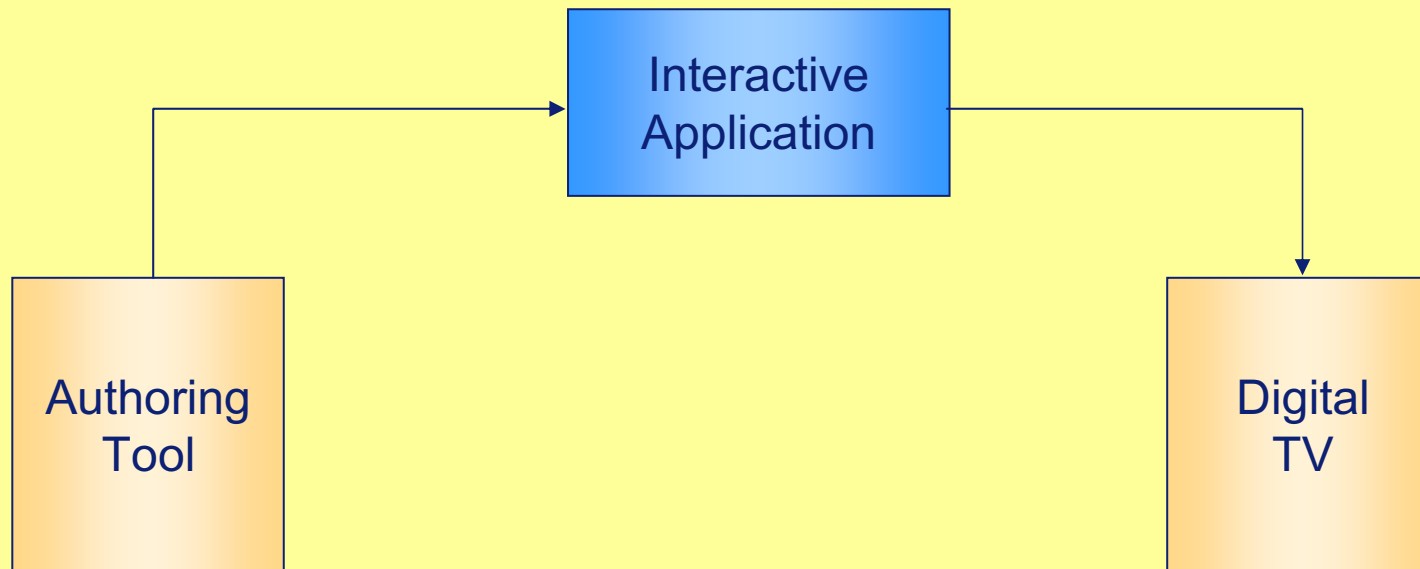 Interactive
Application
Authoring
Tool
Digital
TV